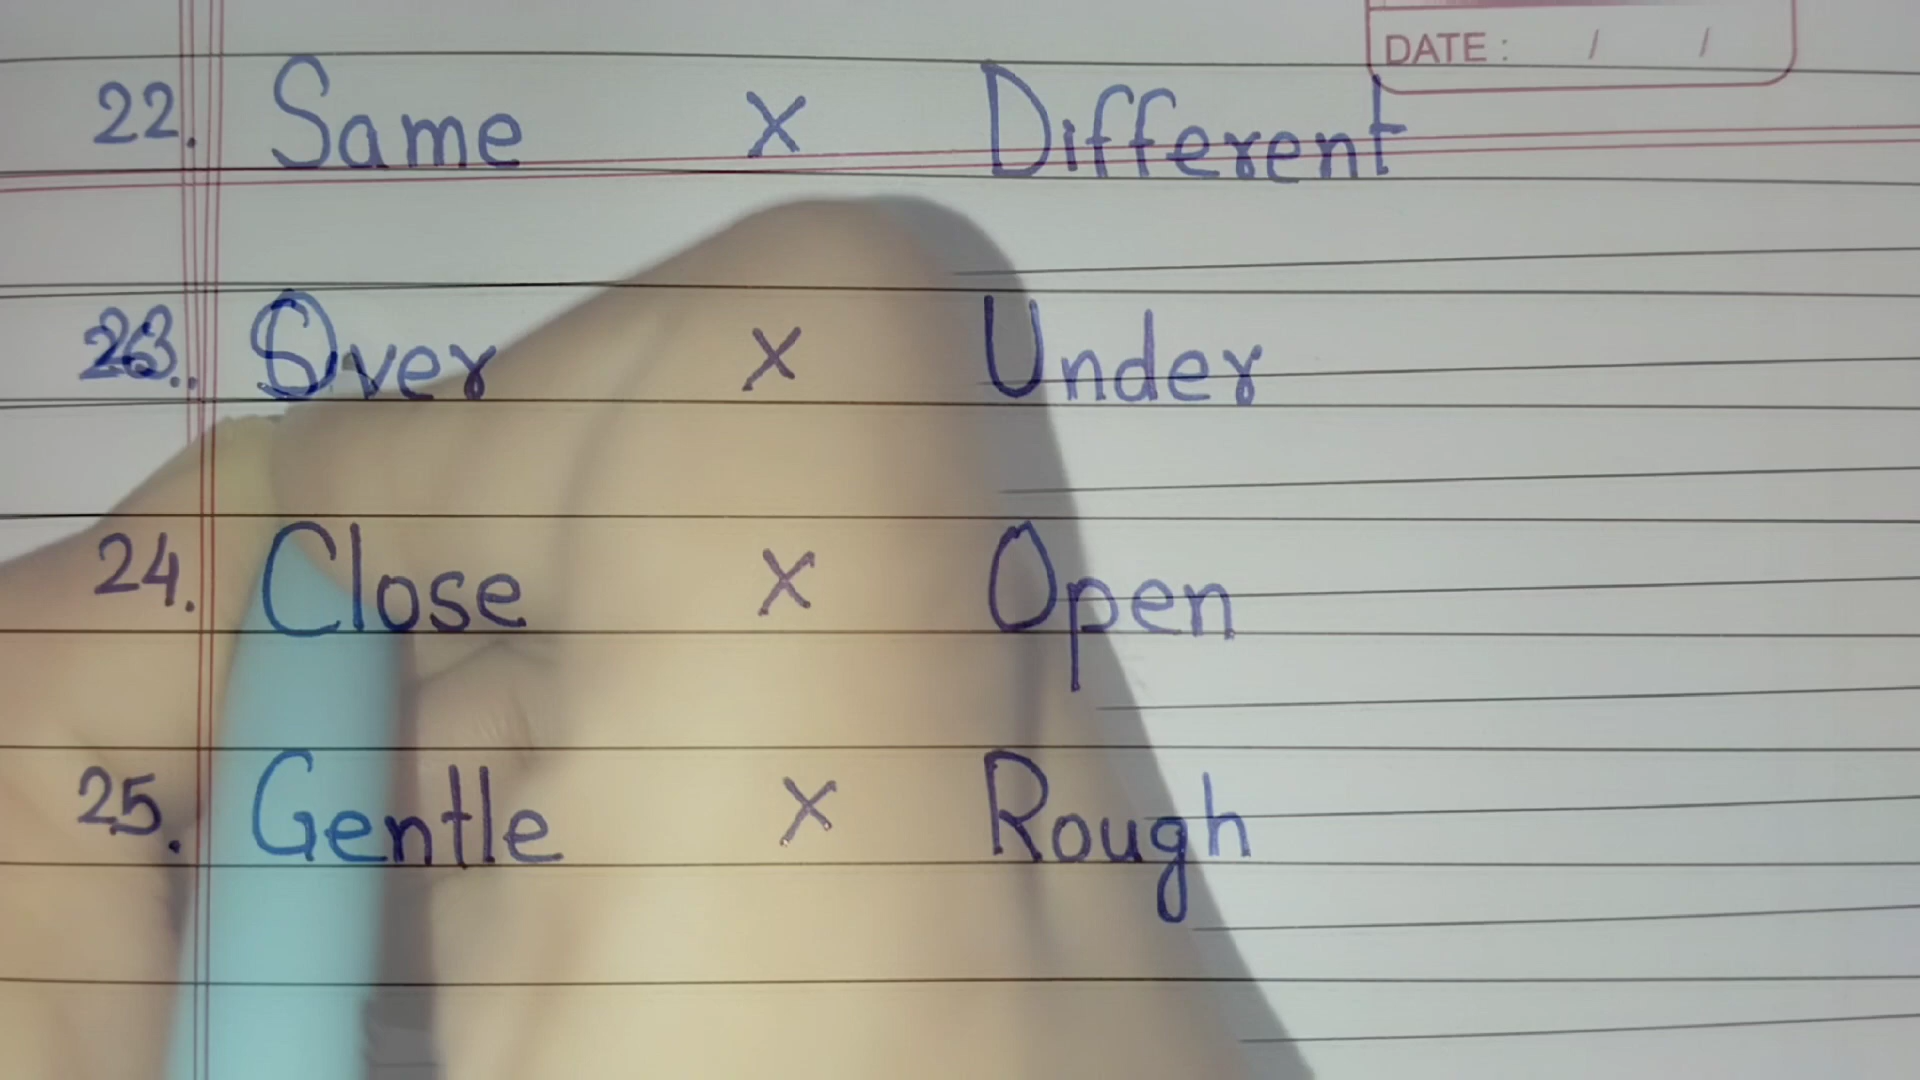 DATE: / /
22. Same X Different
23. Over X Under
24. Close X Open
25. Gentle X Rough